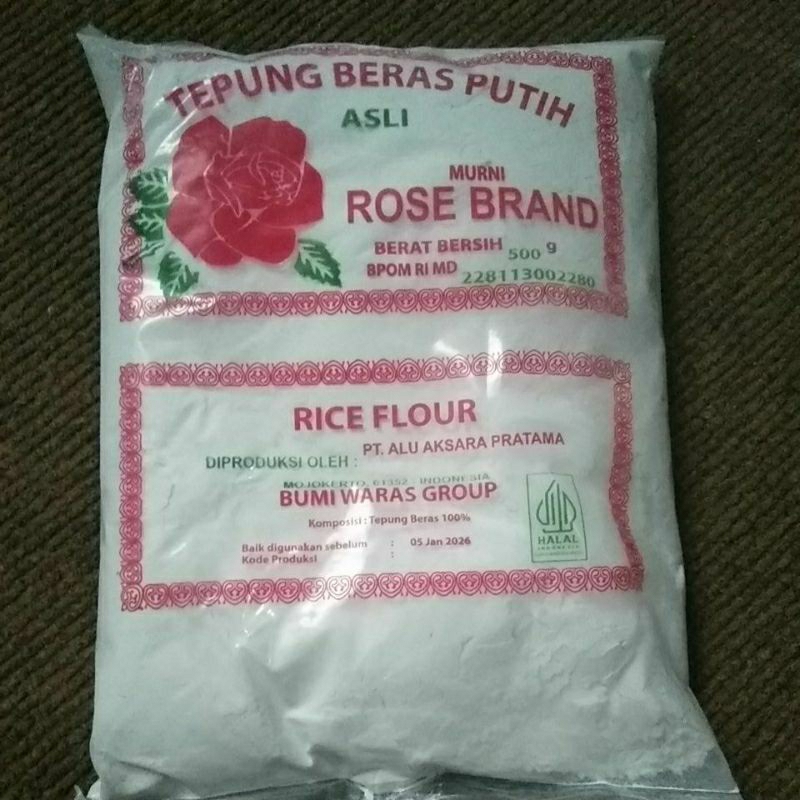 TEPUNG BERAS PUTIH
ASLI
MURNI
ROSE BRAND
BERAT BERSIH 500 g
BPOM RI MD 228113002280
RICE FLOUR
DIPRODUKSI OLEH : PT. ALU AKSARA PRATAMA
MOJOKERTO, 61352 - INDONESIA
BUMI WARAS GROUP
Komposisi : Tepung Beras 100%
Baik digunakan sebelum : 05 Jan 2026
Kode Produksi :
HALAL
INDONESIA